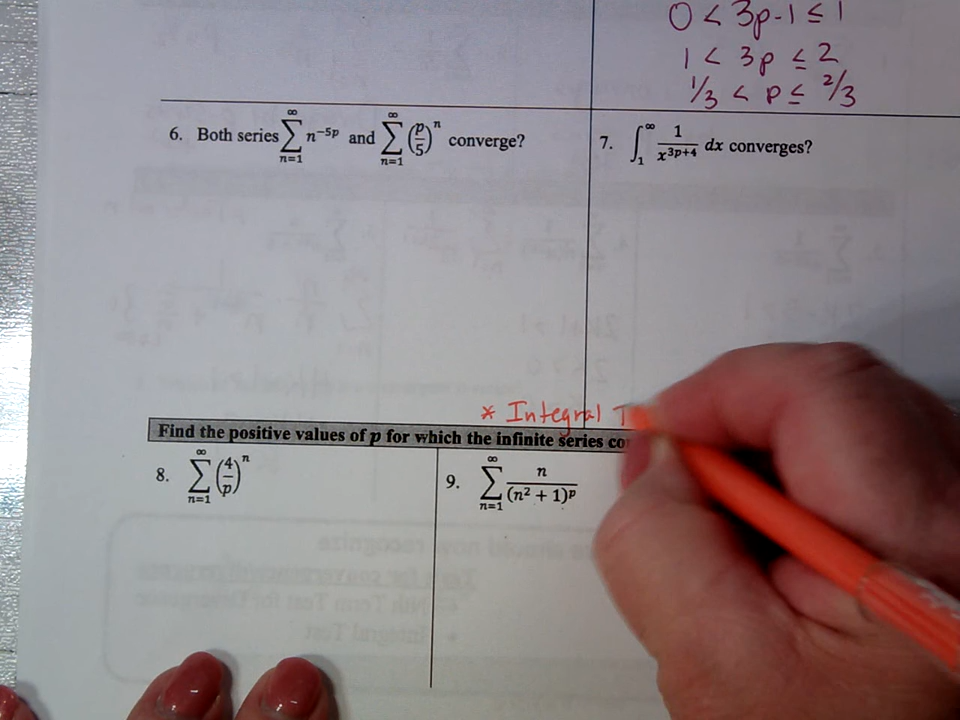 0 < 3p-1 ≤ 1
1 < 3p ≤ 2
1/3 < p ≤ 2/3
6. Both series ∑_{n=1}^{∞} n^{-5p} and ∑_{n=1}^{∞} (p/5)^n converge?
7. ∫_1^∞ 1/x^{3p+4} dx converges?
* Integral T
Find the positive values of p for which the infinite series
8. ∑_{n=1}^{∞} (4/p)^n
9. ∑_{n=1}^{∞} n/(n² + 1)^p